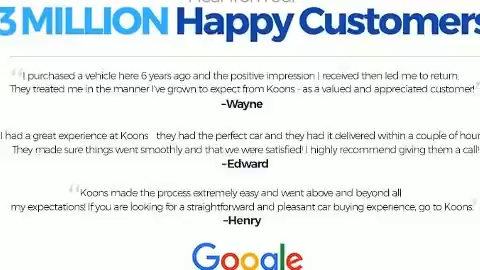 3 MILLION Happy Customers
“I purchased a vehicle here 6 years ago and the positive impression I received then led me to return.
They treated me in the manner I've grown to expect from Koons - as a valued and appreciated customer!”
-Wayne
I had a great experience at Koons they had the perfect car and they had it delivered within a couple of hour
They made sure things went smoothly and that we were satisfied! I highly recommend giving them a call!
-Edward
“Koons made the process extremely easy and went above and beyond all
my expectations! If you are looking for a straightforward and pleasant car buying experience, go to Koons.”
-Henry
Google